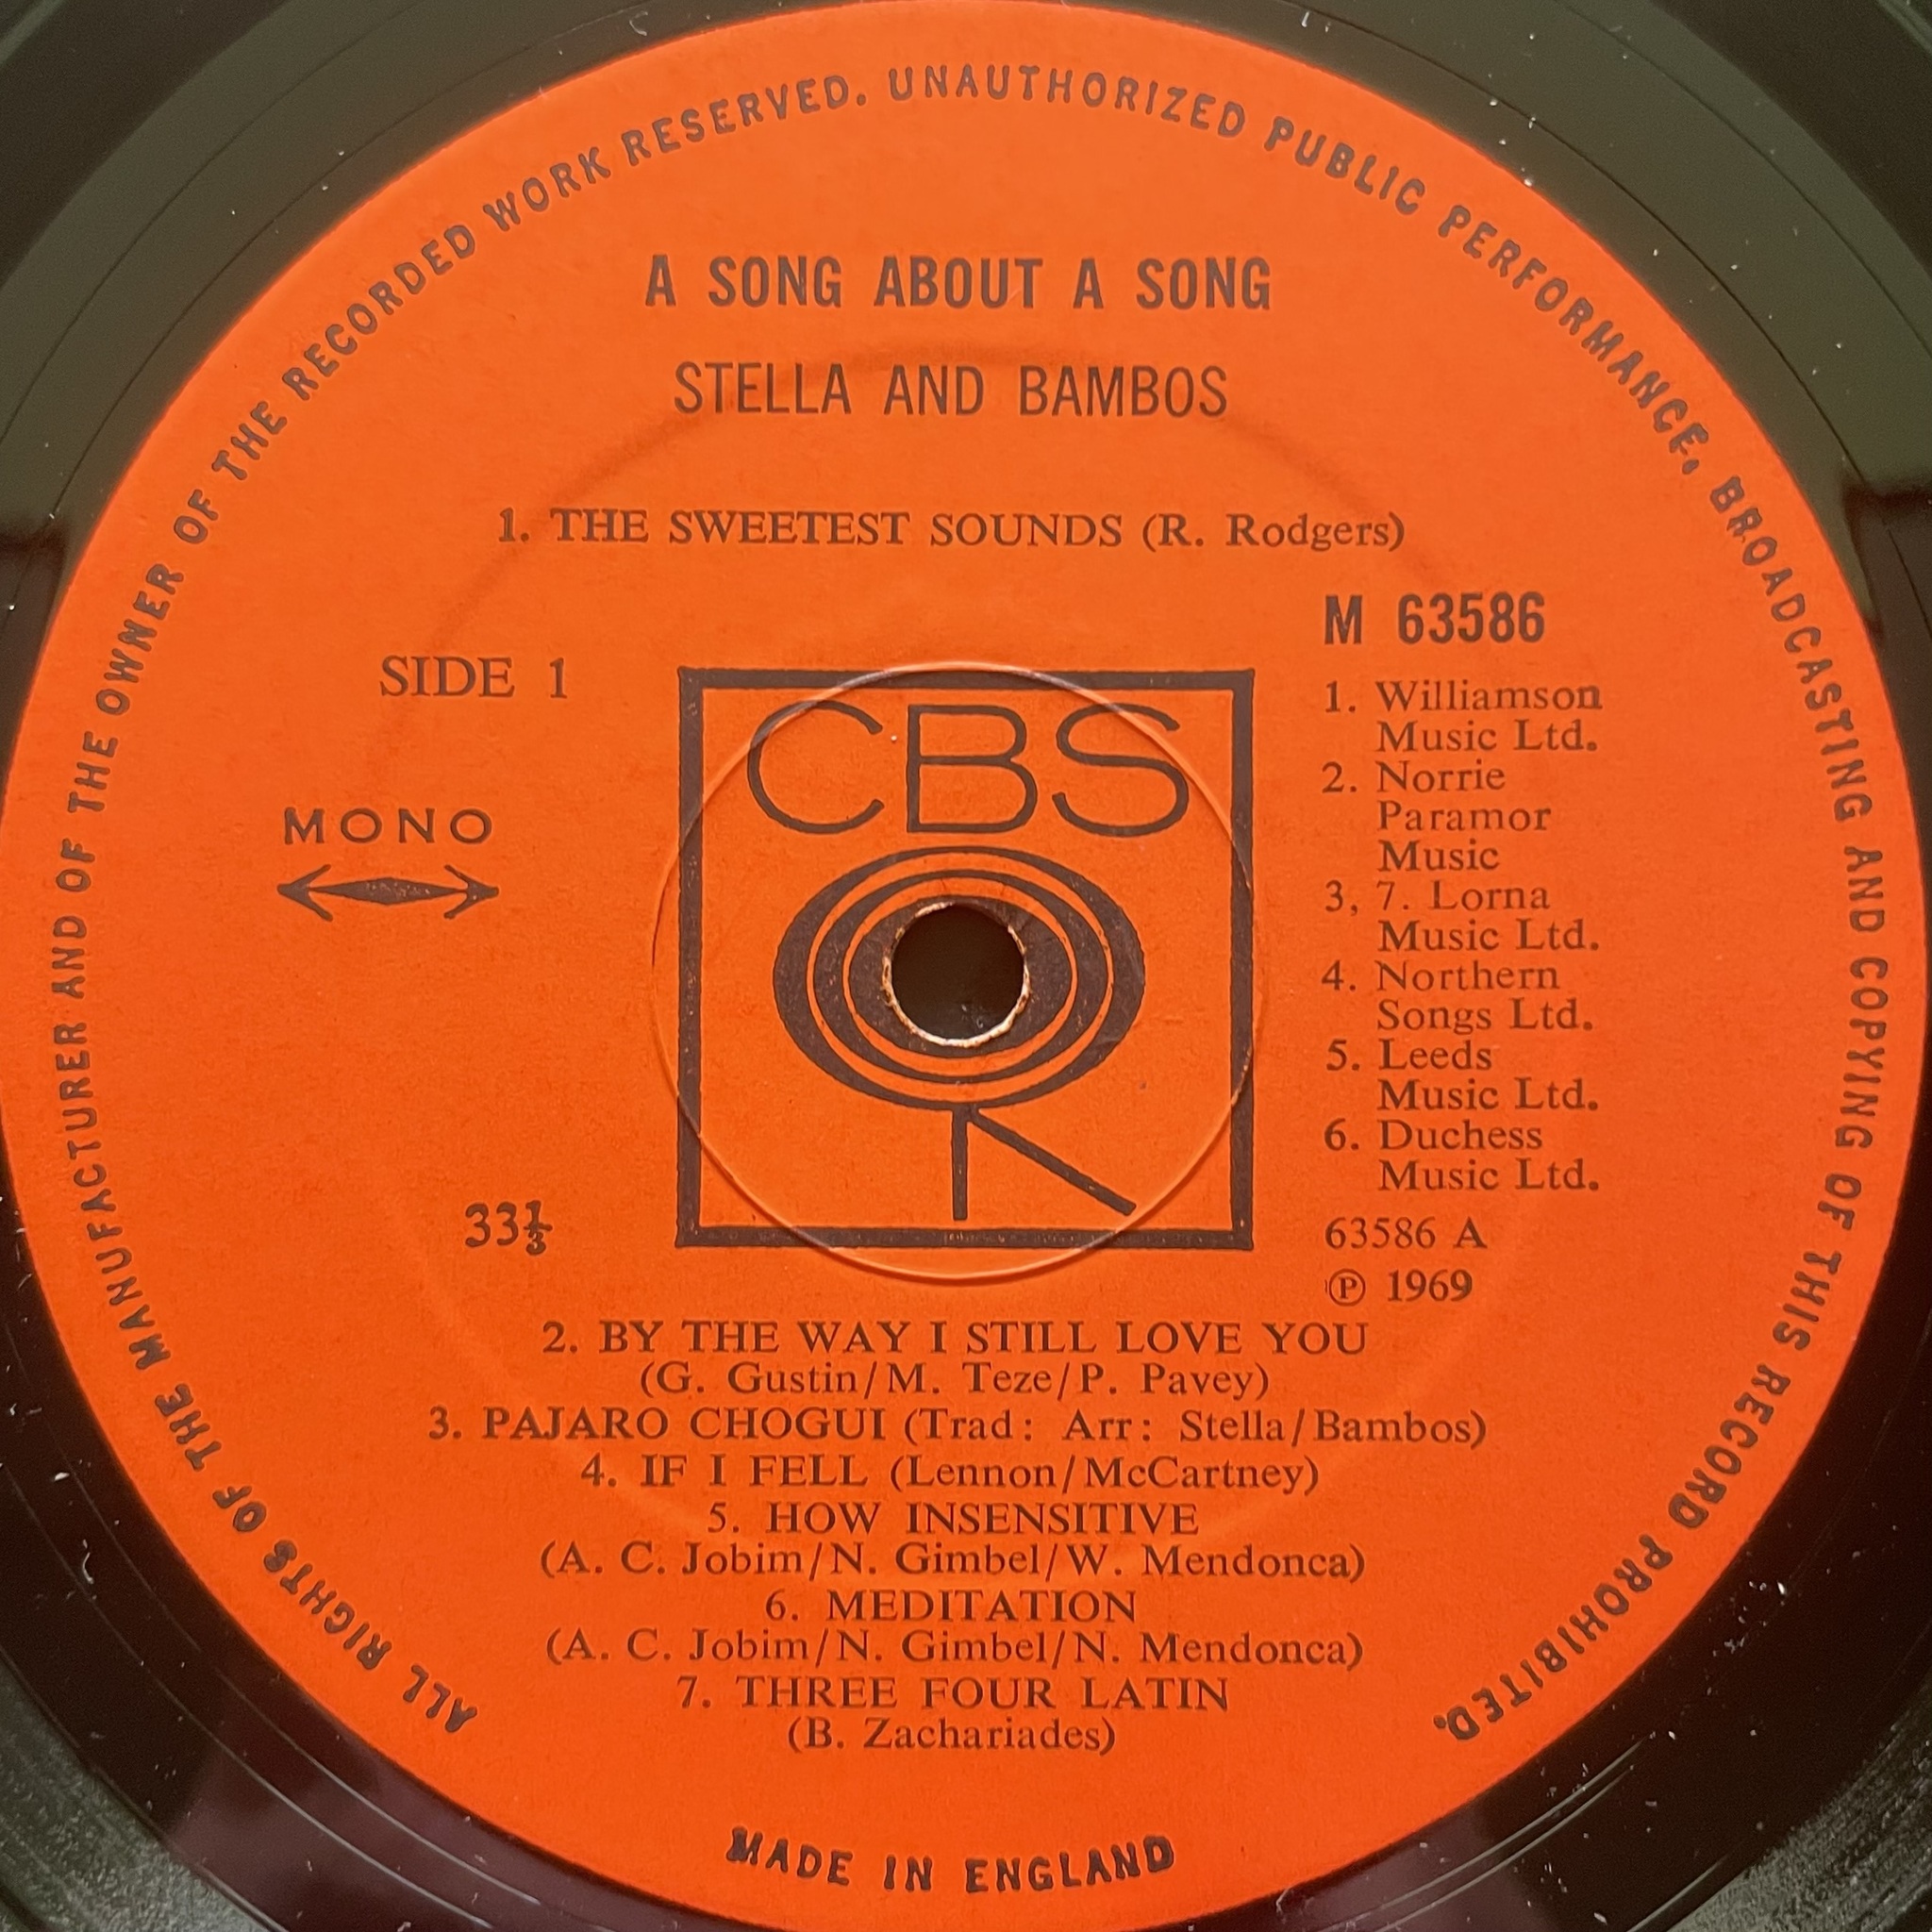 ALL RIGHTS OF THE MANUFACTURER AND OF THE OWNER OF THE RECORDED WORK RESERVED. UNAUTHORIZED PUBLIC PERFORMANCE, BROADCASTING AND COPYING OF THIS RECORD PROHIBITED.
A SONG ABOUT A SONG
STELLA AND BAMBOS
1. THE SWEETEST SOUNDS (R. Rodgers)
SIDE 1
MONO
33⅓
CBS
M 63586
1. Williamson
Music Ltd.
2. Norrie
Paramor
Music
3, 7. Lorna
Music Ltd.
4. Northern
Songs Ltd.
5. Leeds
Music Ltd.
6. Duchess
Music Ltd.
63586 A
℗ 1969
2. BY THE WAY I STILL LOVE YOU
(G. Gustin/M. Teze/P. Pavey)
3. PAJARO CHOGUI (Trad: Arr: Stella/Bambos)
4. IF I FELL (Lennon/McCartney)
5. HOW INSENSITIVE
(A. C. Jobim/N. Gimbel/W. Mendonca)
6. MEDITATION
(A. C. Jobim/N. Gimbel/N. Mendonca)
7. THREE FOUR LATIN
(B. Zachariades)
MADE IN ENGLAND